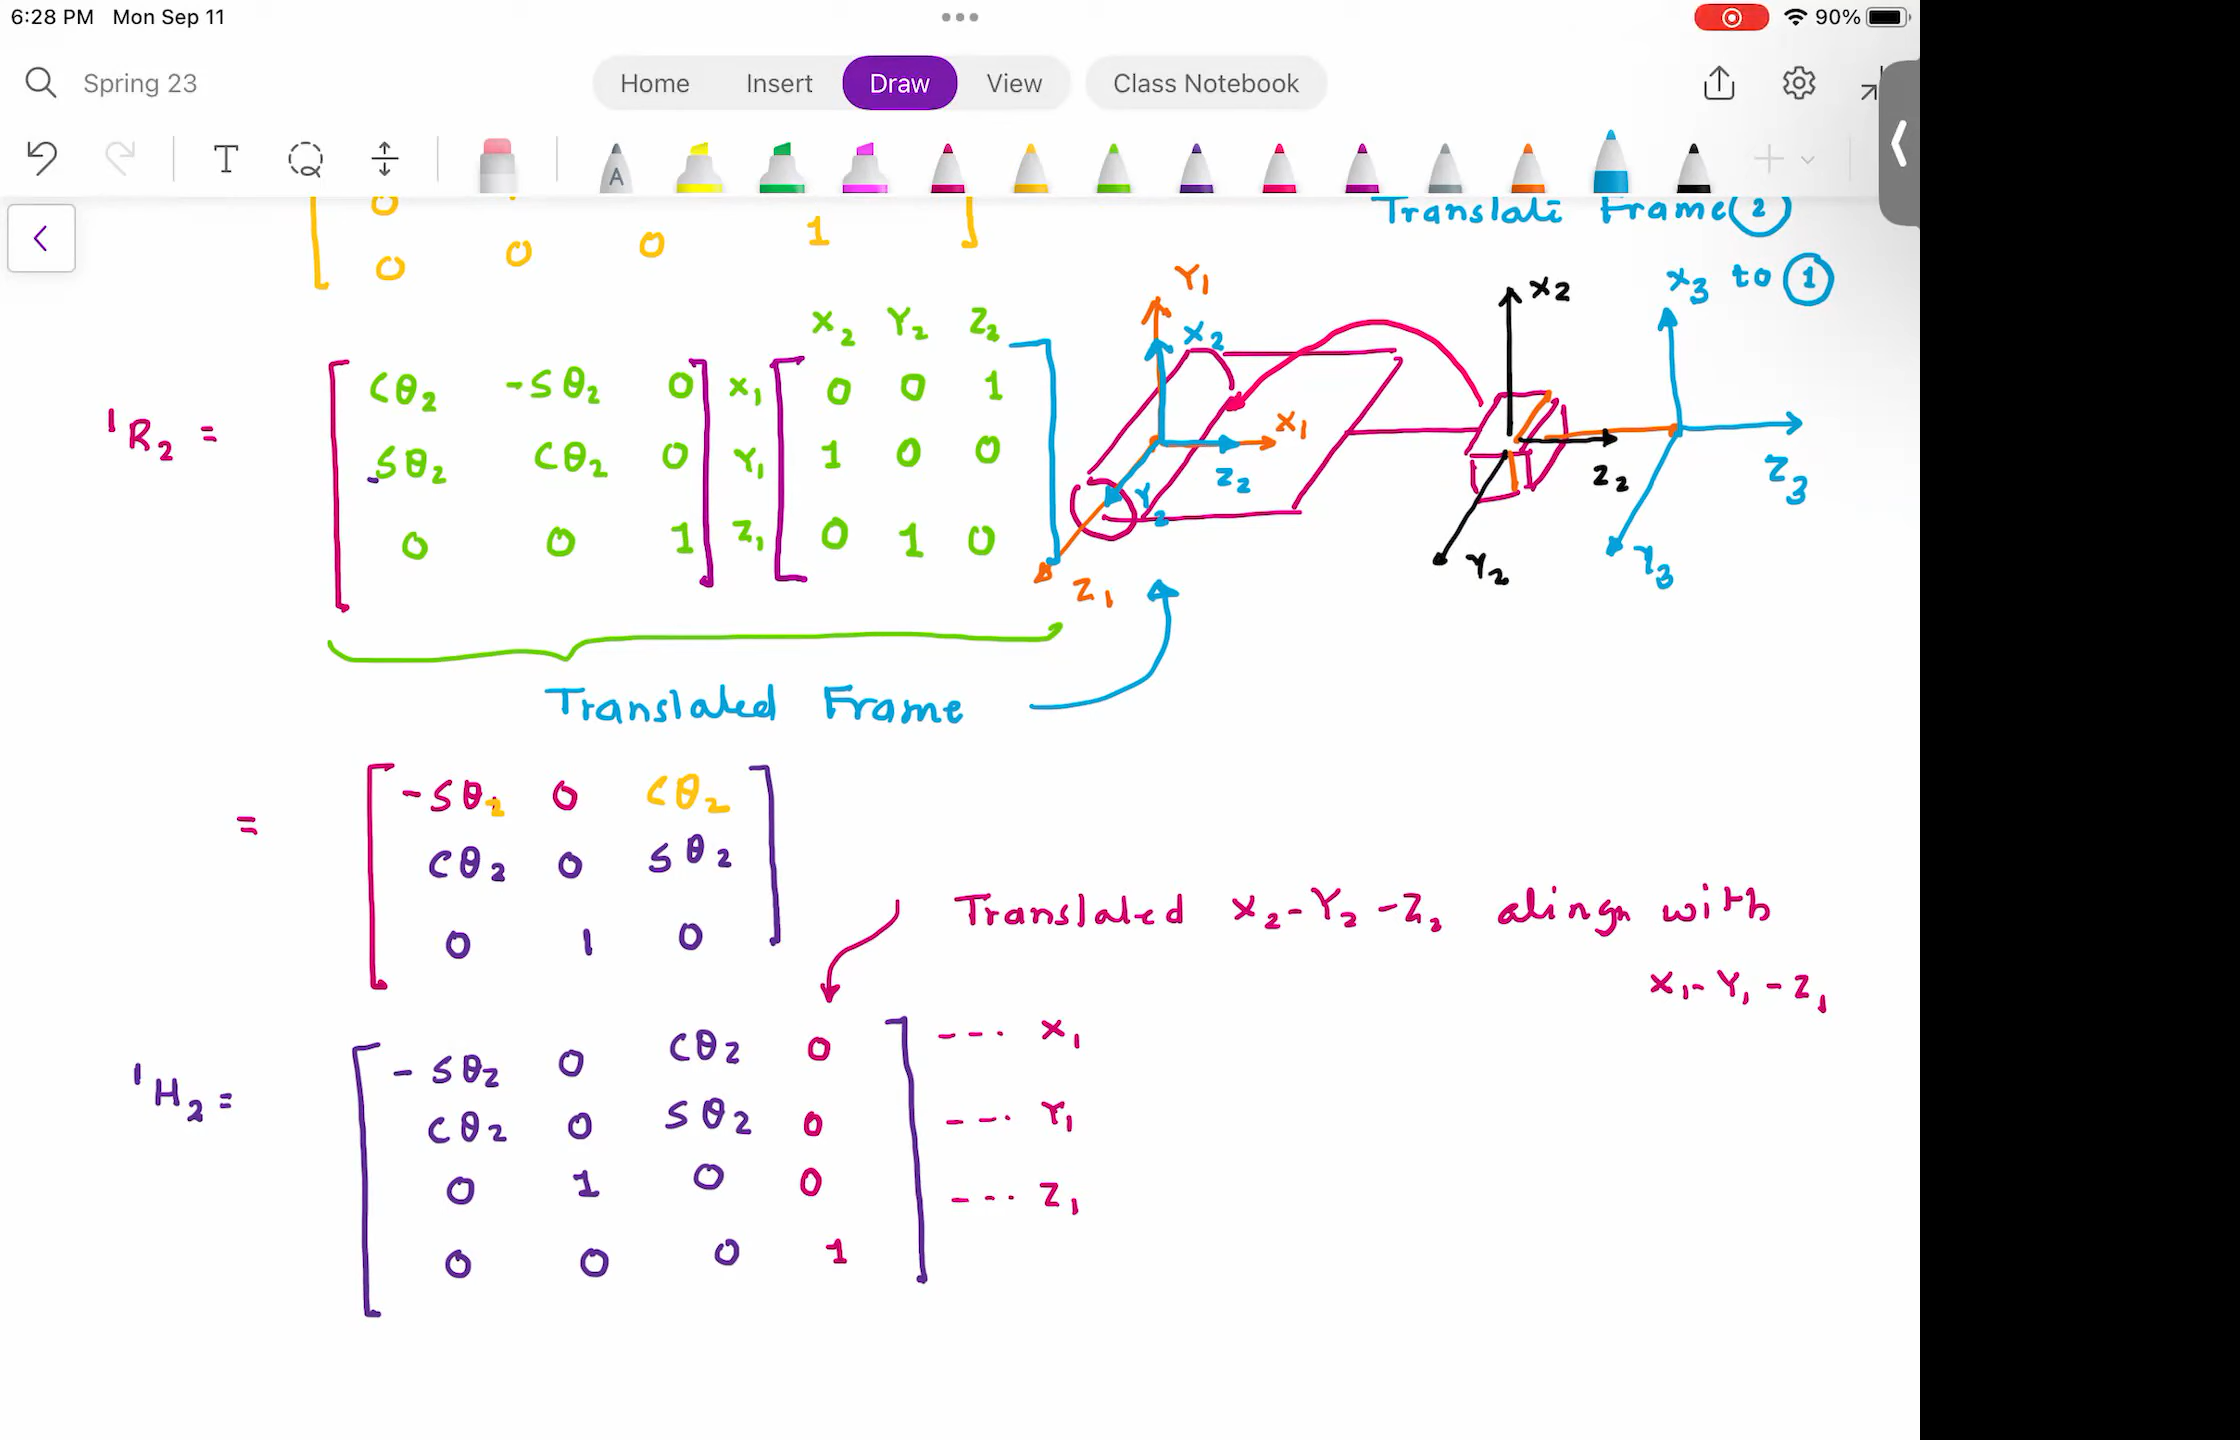 6:28 PM Mon Sep 11
90%
Spring 23
Home Insert Draw View Class Notebook
T
A
0
0 0 0 1
Translate Frame 2
X3 to 1
Y1
X2
X2 Y2 Z2
X2
¹R2 =
Cθ2 -Sθ2 0 X1 0 0 1
Sθ2 Cθ2 0 Y1 1 0 0
0 0 1 Z1 0 1 0
X1
Z2
Y2
Z1
Z2
Y2
Z3
Y3
Translated Frame
=
-Sθ2 0 Cθ2
Cθ2 0 Sθ2
0 1 0
Translated X2-Y2-Z2 alingn with
X1-Y1-Z1
¹H2 =
-Sθ2 0 Cθ2 0 --- X1
Cθ2 0 Sθ2 0 --- Y1
0 1 0 0 --- Z1
0 0 0 1